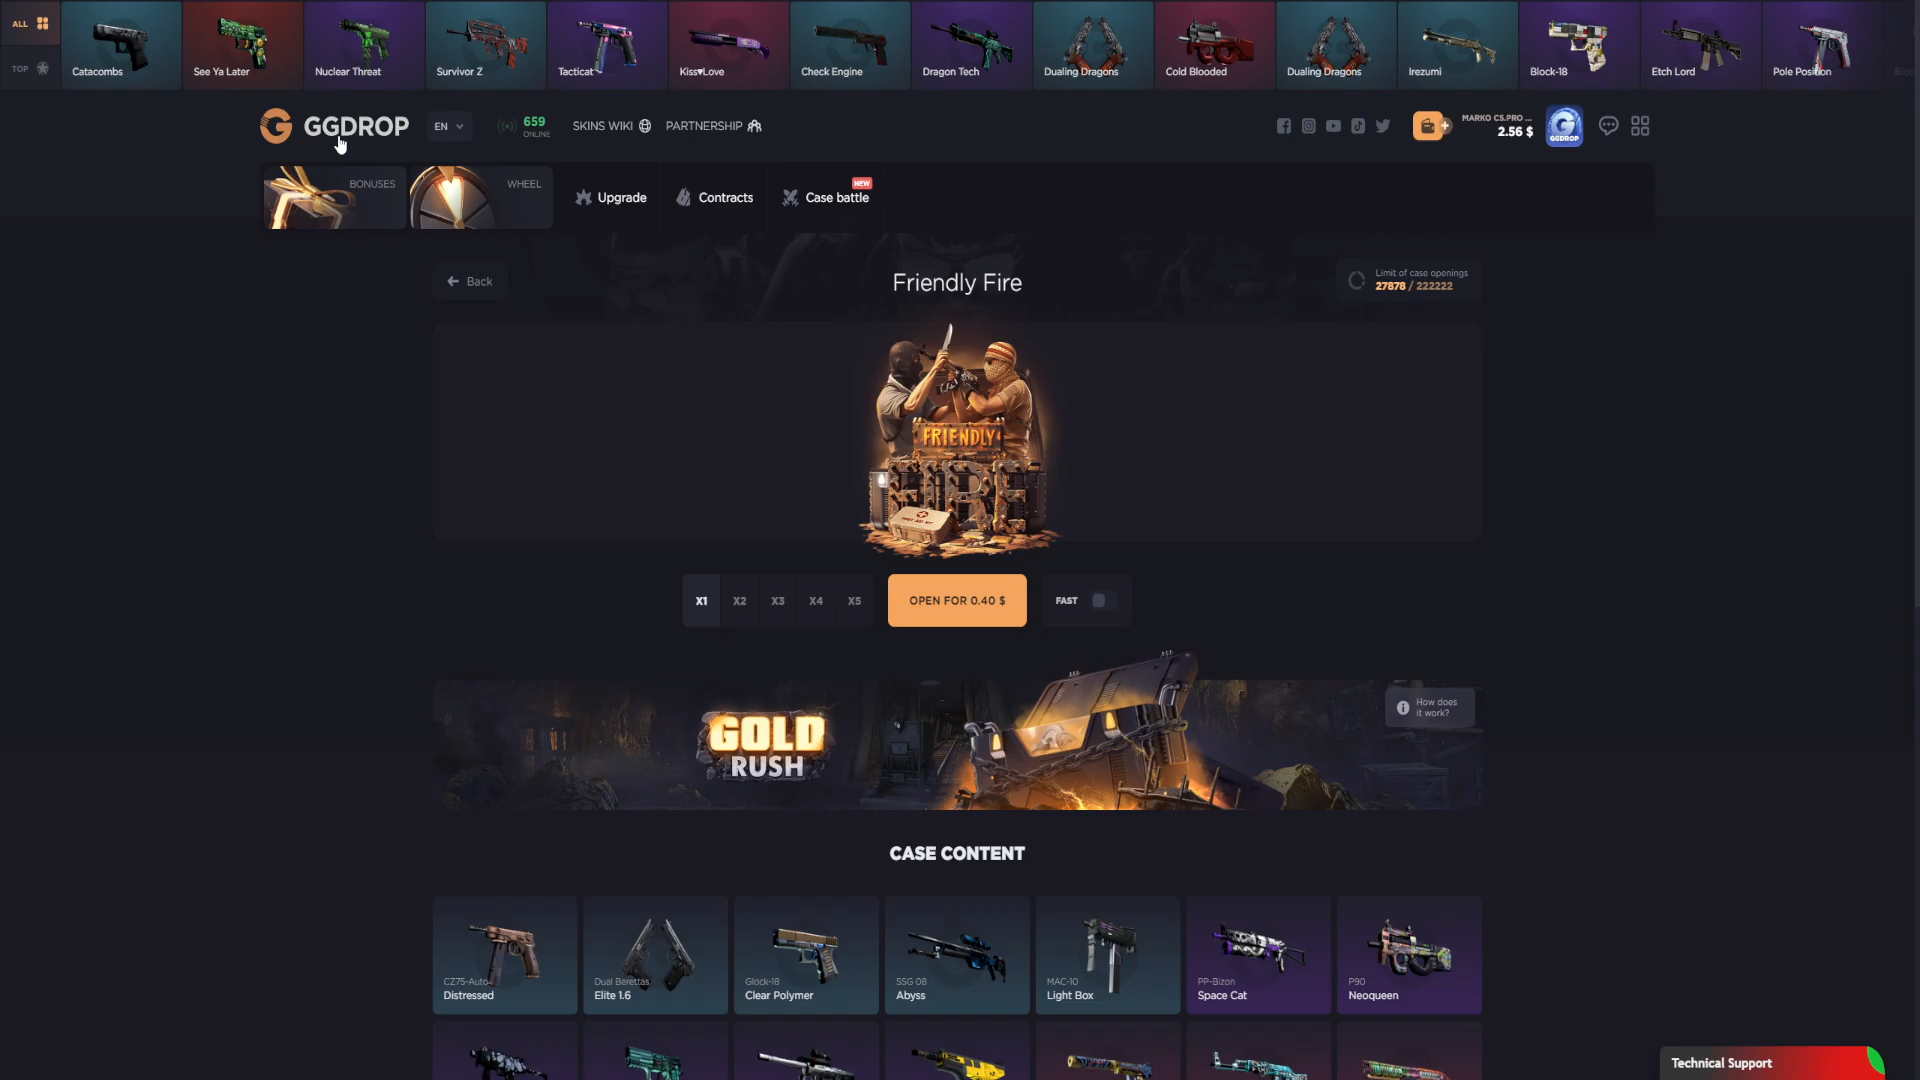 ALL
TOP
Catacombs
See Ya Later
Nuclear Threat
Survivor Z
Tacticat
Kiss♥Love
Check Engine
Dragon Tech
Dualing Dragons
Cold Blooded
Dualing Dragons
Irezumi
Block-18
Etch Lord
Pole Position
GGDROP
EN
659
ONLINE
SKINS WIKI
PARTNERSHIP
MARKO CS.PRO ...
2.56 $
GGDROP
BONUSES
WHEEL
Upgrade
Contracts
Case battle
NEW
Back
Friendly Fire
Limit of case openings
27878 / 222222
FRIENDLY
FIRE
FIRST AID KIT
X1
X2
X3
X4
X5
OPEN FOR 0.40 $
FAST
GOLD
RUSH
How does
it work?
CASE CONTENT
CZ75-Auto
Distressed
Dual Berettas
Elite 1.6
Glock-18
Clear Polymer
SSG 08
Abyss
MAC-10
Light Box
PP-Bizon
Space Cat
P90
Neoqueen
Technical Support